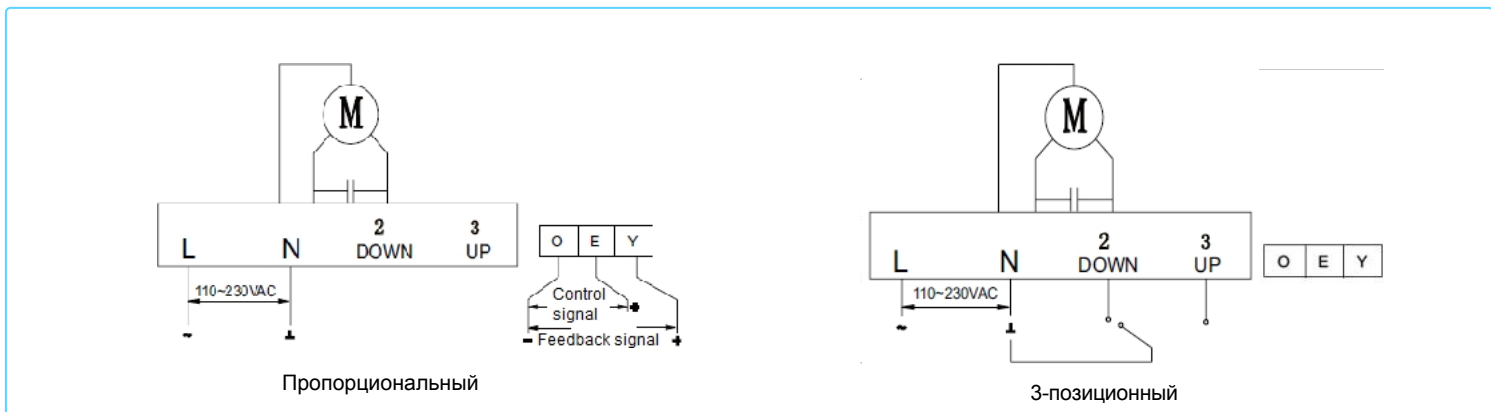 M
2
3
L
N
DOWN
UP
O E Y
110~230VAC
Control
signal
+
~
⊥
- Feedback signal +
Пропорциональный
M
2
3
L
N
DOWN
UP
O E Y
110~230VAC
~
⊥
3-позиционный